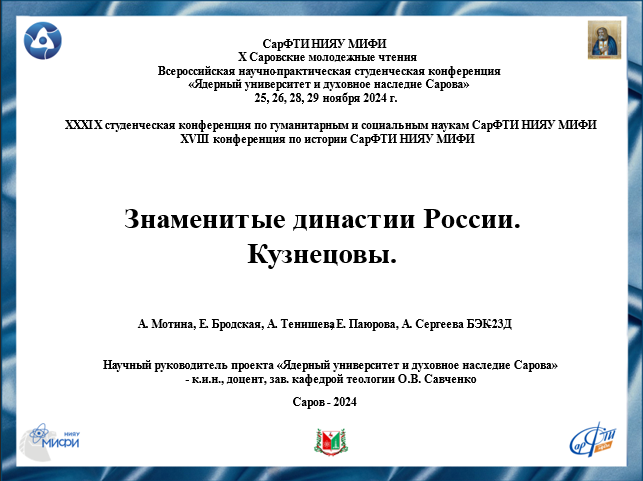 СарФТИ НИЯУ МИФИ
X Саровские молодежные чтения
Всероссийская научно-практическая студенческая конференция
«Ядерный университет и духовное наследие Сарова»
25, 26, 28, 29 ноября 2024 г.
XXXIX студенческая конференция по гуманитарным и социальным наукам СарФТИ НИЯУ МИФИ
XVIII конференция по истории СарФТИ НИЯУ МИФИ
Знаменитые династии России.
Кузнецовы.
А. Мотина, Е. Бродская, А. Тенишева, Е. Паюрова, А. Сергеева БЭК23Д
Научный руководитель проекта «Ядерный университет и духовное наследие Сарова»
- к.и.н., доцент, зав. кафедрой теологии О.В. Савченко
Саров - 2024
НИЯУ
МИФИ
СарФТИ